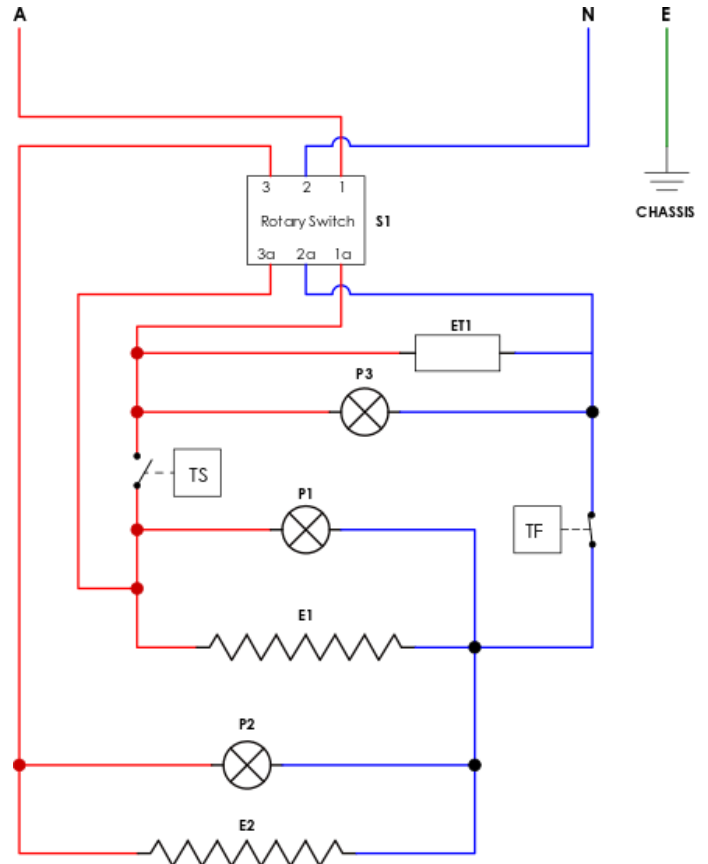 A N E
3 2 1
Rotary Switch S1
3a 2a 1a
CHASSIS
ET1
P3
TS
P1
TF
E1
P2
E2